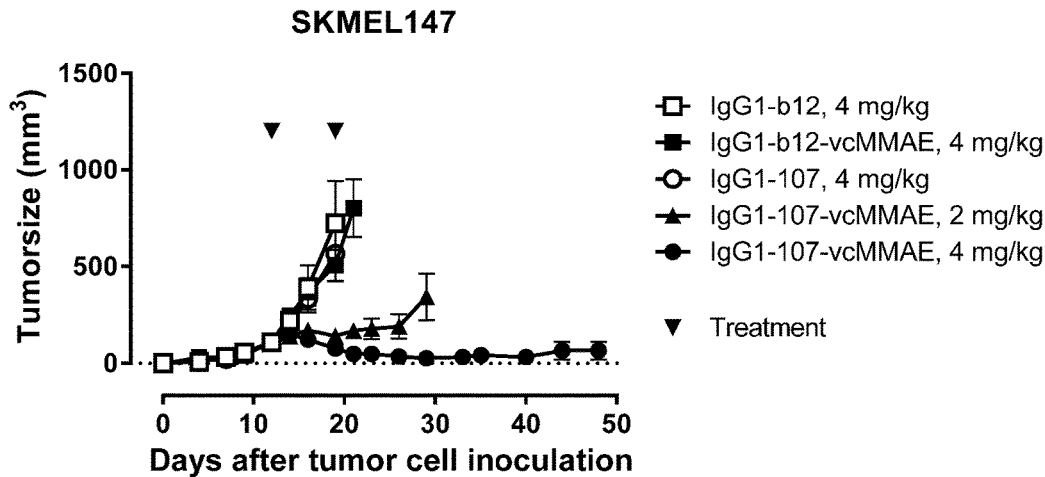 SKMEL147
1500
1000
500
0
Tumorsize (mm³)
0 10 20 30 40 50
Days after tumor cell inoculation
IgG1-b12, 4 mg/kg
IgG1-b12-vcMMAE, 4 mg/kg
IgG1-107, 4 mg/kg
IgG1-107-vcMMAE, 2 mg/kg
IgG1-107-vcMMAE, 4 mg/kg
Treatment